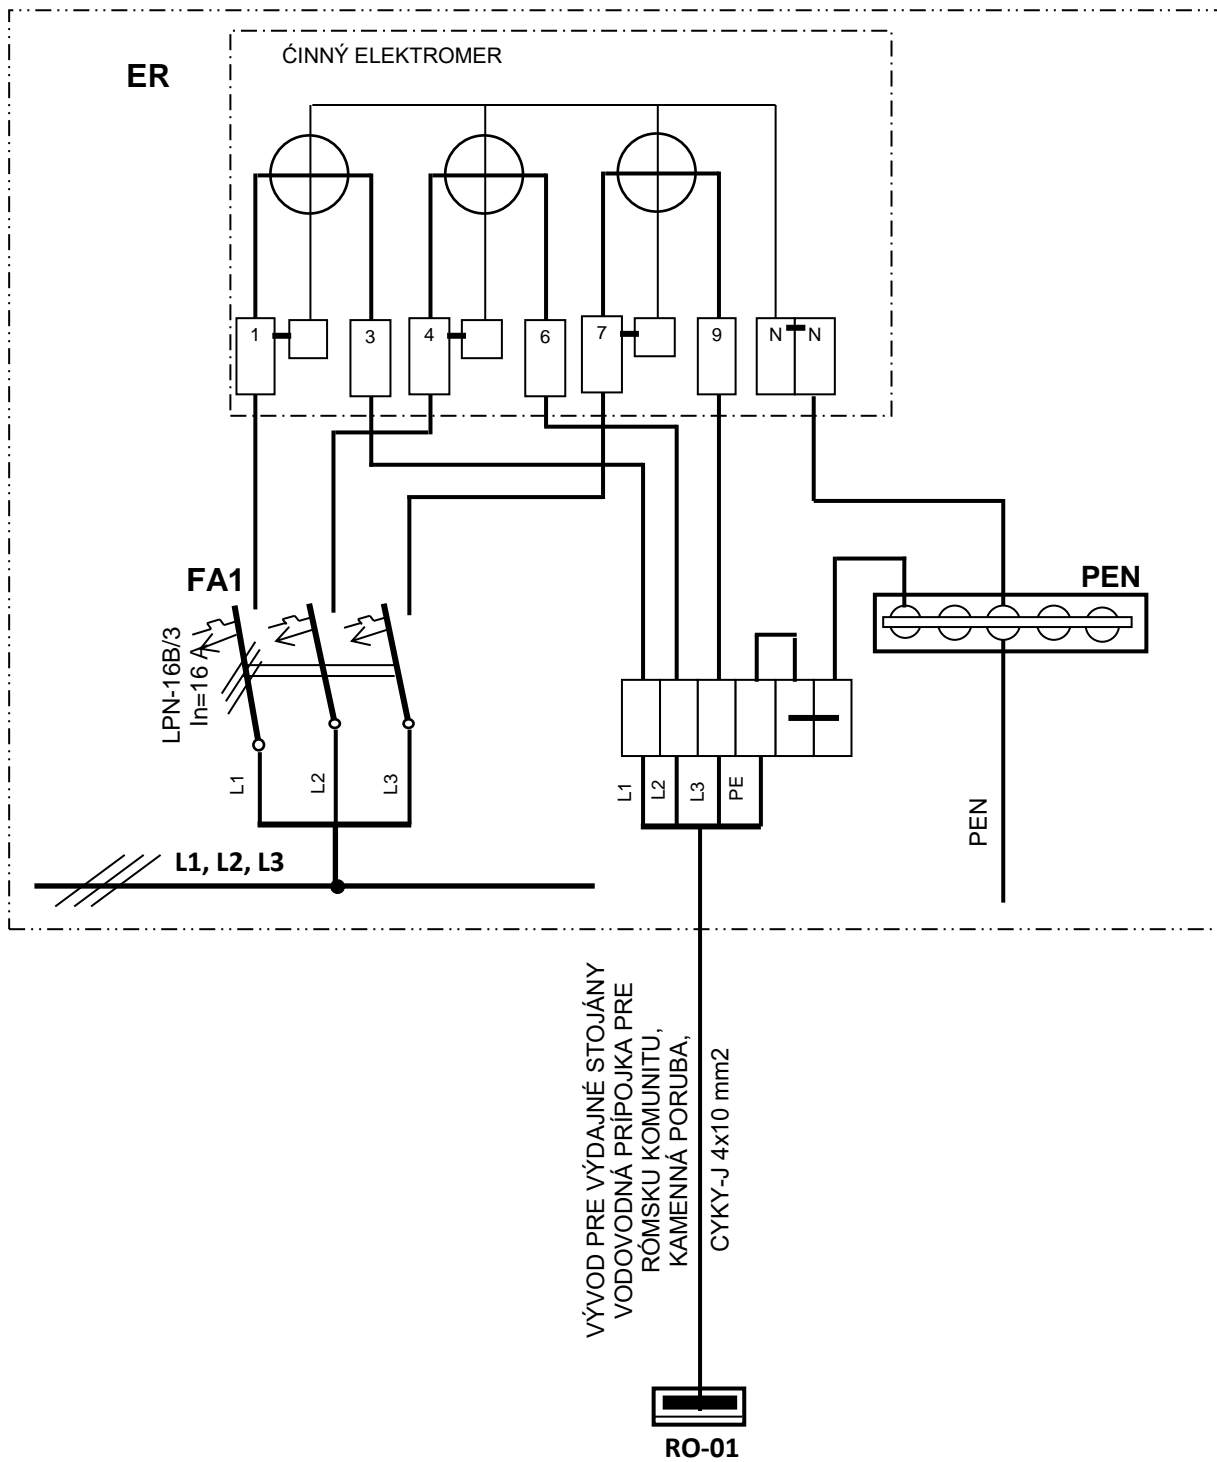 ĆINNÝ ELEKTROMER
ER
1
3
4
6
7
9
N
N
FA1
PEN
LPN-16B/3
In=16 A
L1
L2
L3
L1
L2
L3
PE
PEN
L1, L2, L3
VÝVOD PRE VÝDAJNÉ STOJÁNY
VODOVODNÁ PRÍPOJKA PRE
RÓMSKU KOMUNITU,
KAMENNÁ PORUBA,
CYKY-J 4x10 mm2
RO-01